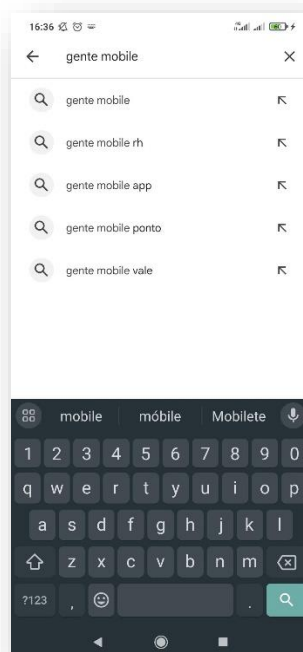 16:36
gente mobile
gente mobile
gente mobile rh
gente mobile app
gente mobile ponto
gente mobile vale
mobile móbile Mobilete
1 2 3 4 5 6 7 8 9 0
q w e r t y u i o p
a s d f g h j k l
z x c v b n m
?123 , .